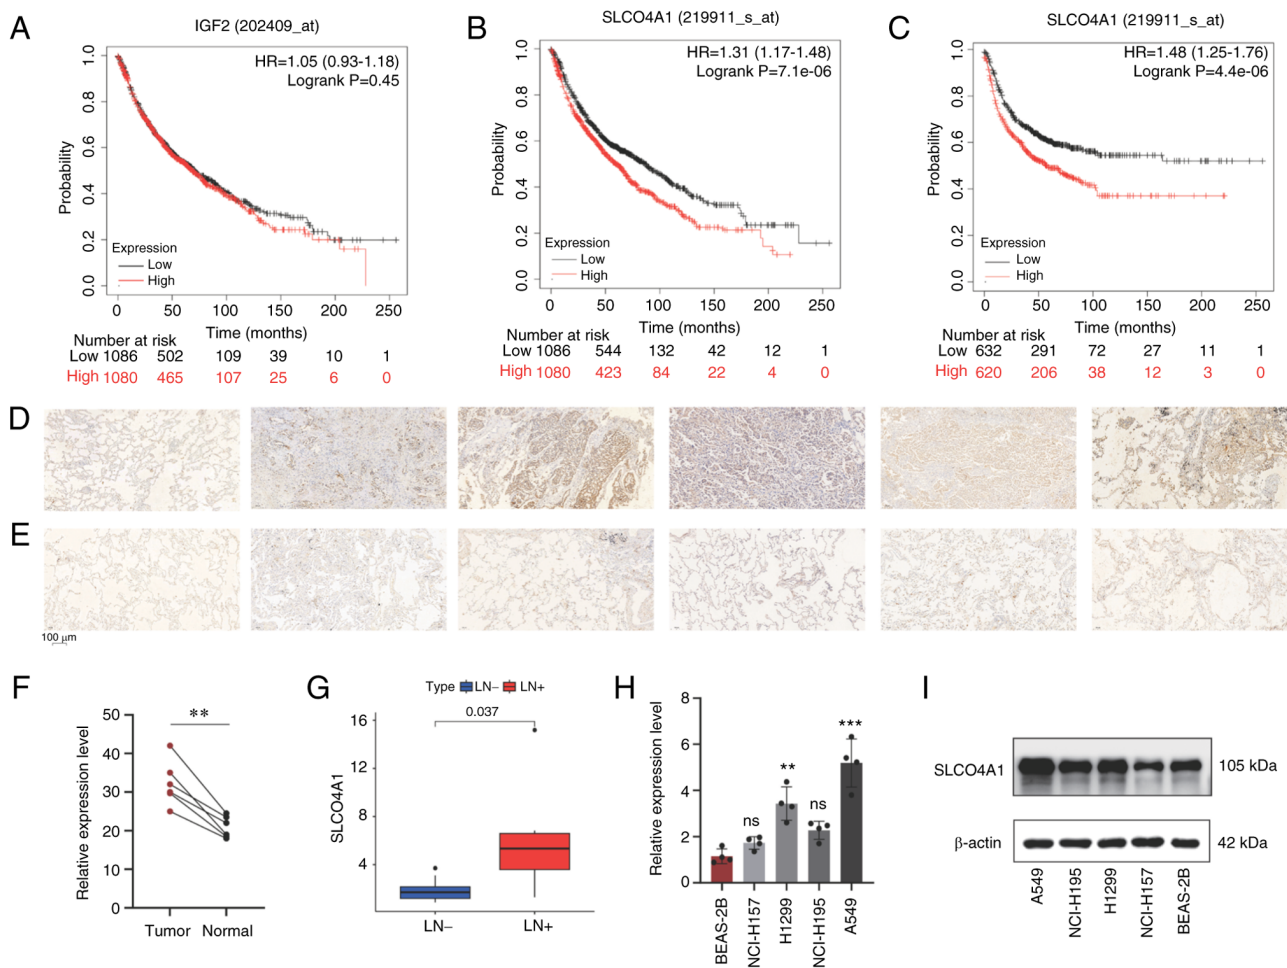 A
IGF2 (202409_at)
HR=1.05 (0.93-1.18)
Logrank P=0.45
Probability
1.0
0.8
0.6
0.4
0.2
0.0
Expression
Low
High
0 50 100 150 200 250
Time (months)
Number at risk
Low 1086 502 109 39 10 1
High 1080 465 107 25 6 0
B
SLCO4A1 (219911_s_at)
HR=1.31 (1.17-1.48)
Logrank P=7.1e-06
Probability
1.0
0.8
0.6
0.4
0.2
0.0
Expression
Low
High
0 50 100 150 200 250
Time (months)
Number at risk
Low 1086 544 132 42 12 1
High 1080 423 84 22 4 0
C
SLCO4A1 (219911_s_at)
HR=1.48 (1.25-1.76)
Logrank P=4.4e-06
Probability
1.0
0.8
0.6
0.4
0.2
0.0
Expression
Low
High
0 50 100 150 200 250
Time (months)
Number at risk
Low 632 291 72 27 11 1
High 620 206 38 12 3 0
D
E
100 μm
F
Relative expression level
50
40
30
20
10
0
**
Tumor Normal
G
Type LN– LN+
0.037
SLCO4A1
16
12
8
4
LN– LN+
H
Relative expression level
8
6
4
2
0
ns
**
ns
***
BEAS-2B
NCI-H157
H1299
NCI-H195
A549
I
SLCO4A1 105 kDa
β-actin 42 kDa
A549
NCI-H195
H1299
NCI-H157
BEAS-2B